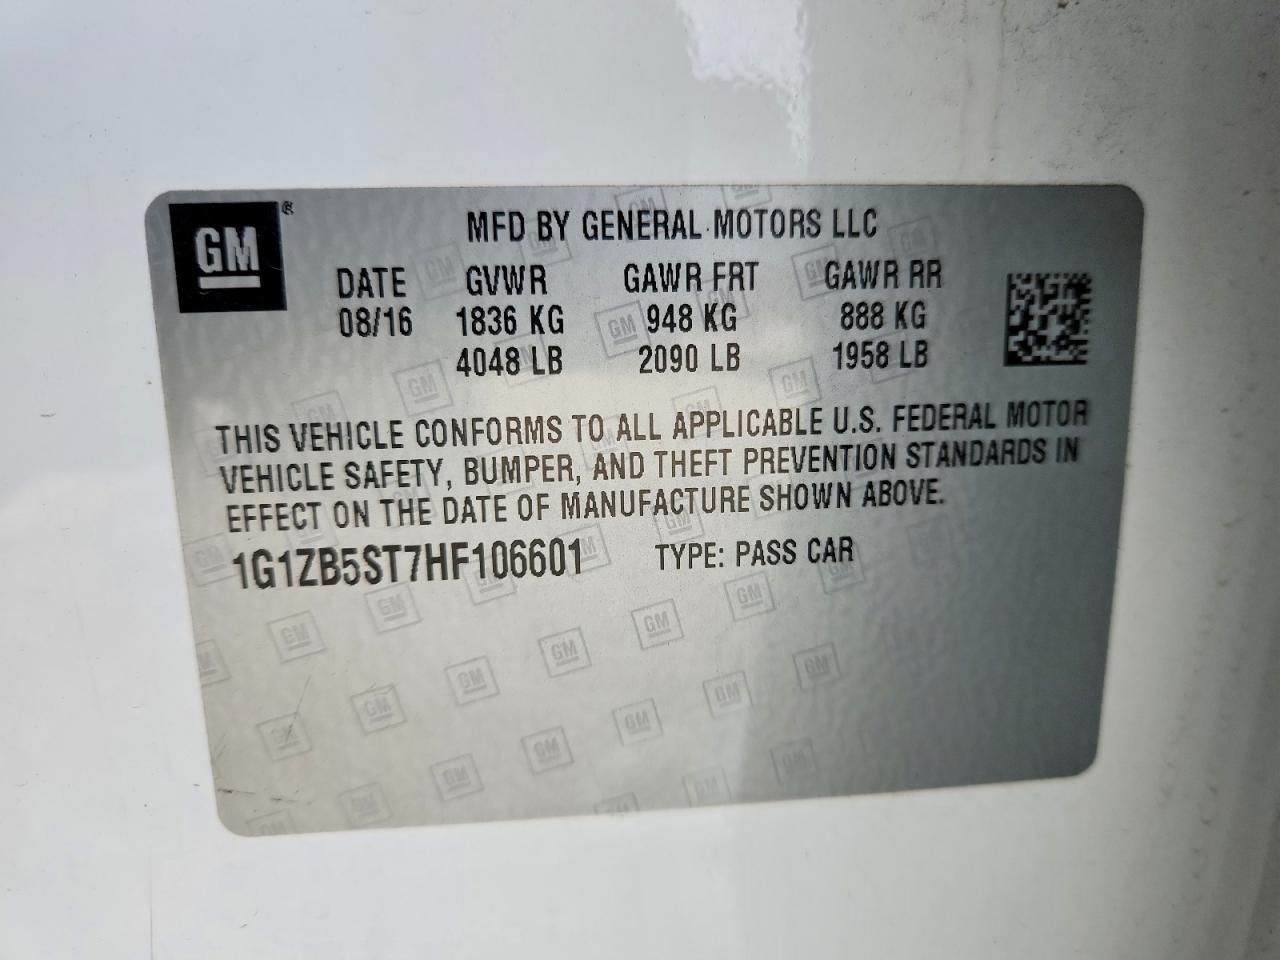 GM ®
MFD BY GENERAL MOTORS LLC
DATE GVWR GAWR FRT GAWR RR
08/16 1836 KG 948 KG 888 KG
4048 LB 2090 LB 1958 LB
THIS VEHICLE CONFORMS TO ALL APPLICABLE U.S. FEDERAL MOTOR
VEHICLE SAFETY, BUMPER, AND THEFT PREVENTION STANDARDS IN
EFFECT ON THE DATE OF MANUFACTURE SHOWN ABOVE.
1G1ZB5ST7HF106601 TYPE: PASS CAR